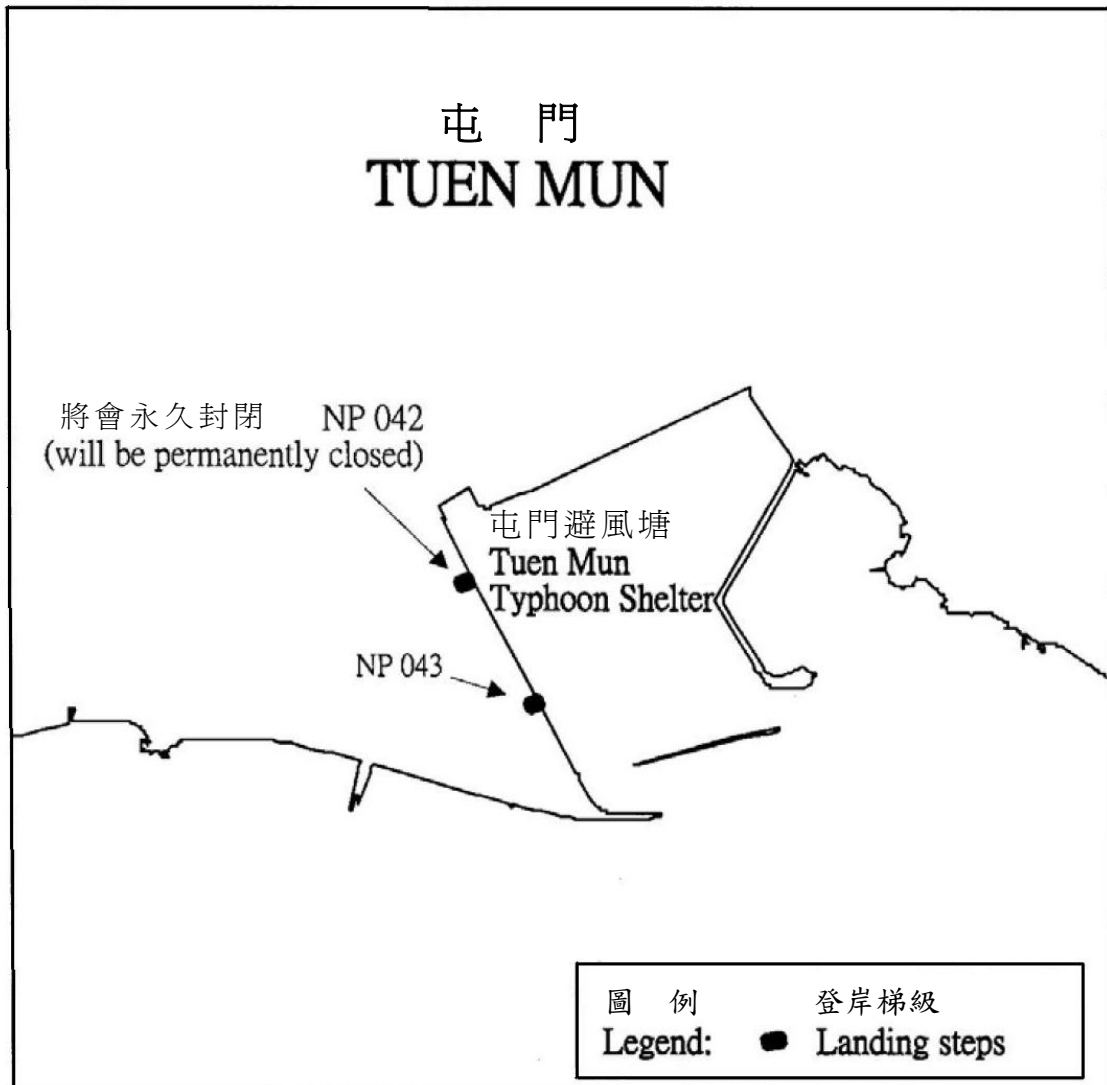 屯 門
TUEN MUN
將會永久封閉 NP 042
(will be permanently closed)
屯門避風塘
Tuen Mun
Typhoon Shelter
NP 043
圖 例 登岸梯級
Legend: Landing steps